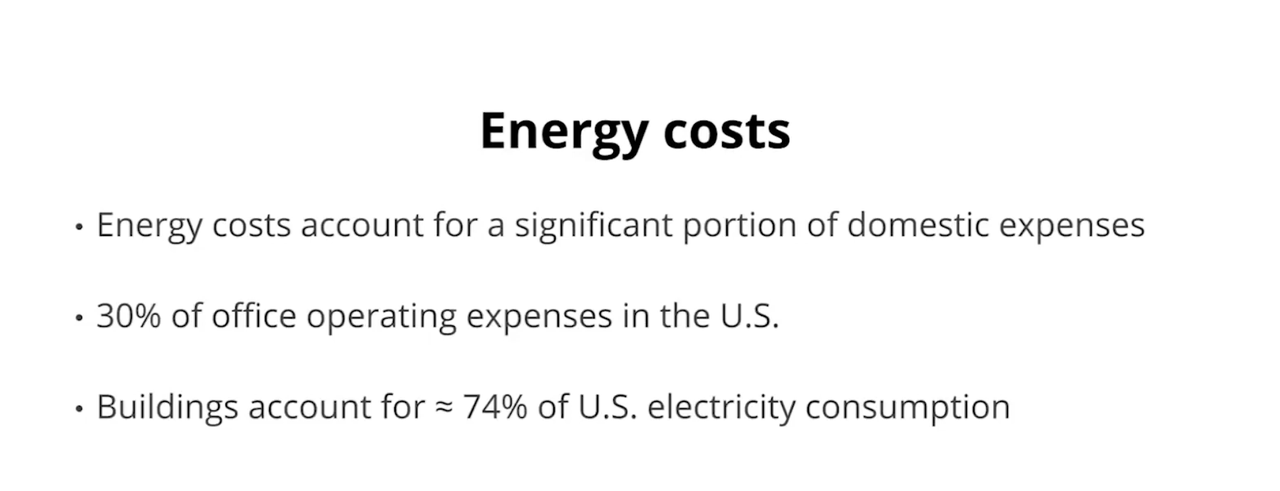 Energy costs
• Energy costs account for a significant portion of domestic expenses
• 30% of office operating expenses in the U.S.
• Buildings account for ≈ 74% of U.S. electricity consumption